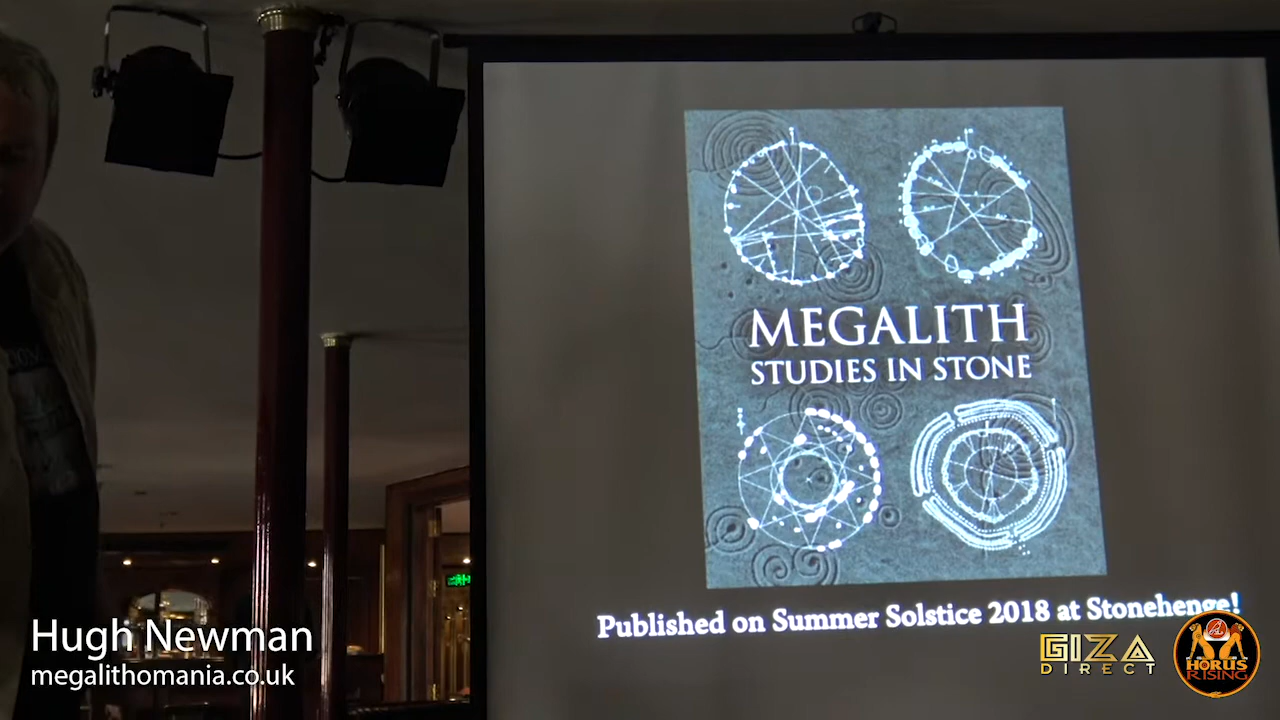 MEGALITH
STUDIES IN STONE
Published on Summer Solstice 2018 at Stonehenge!
Hugh Newman
megalithomania.co.uk
GIZA
DIRECT
HORUS
RISING